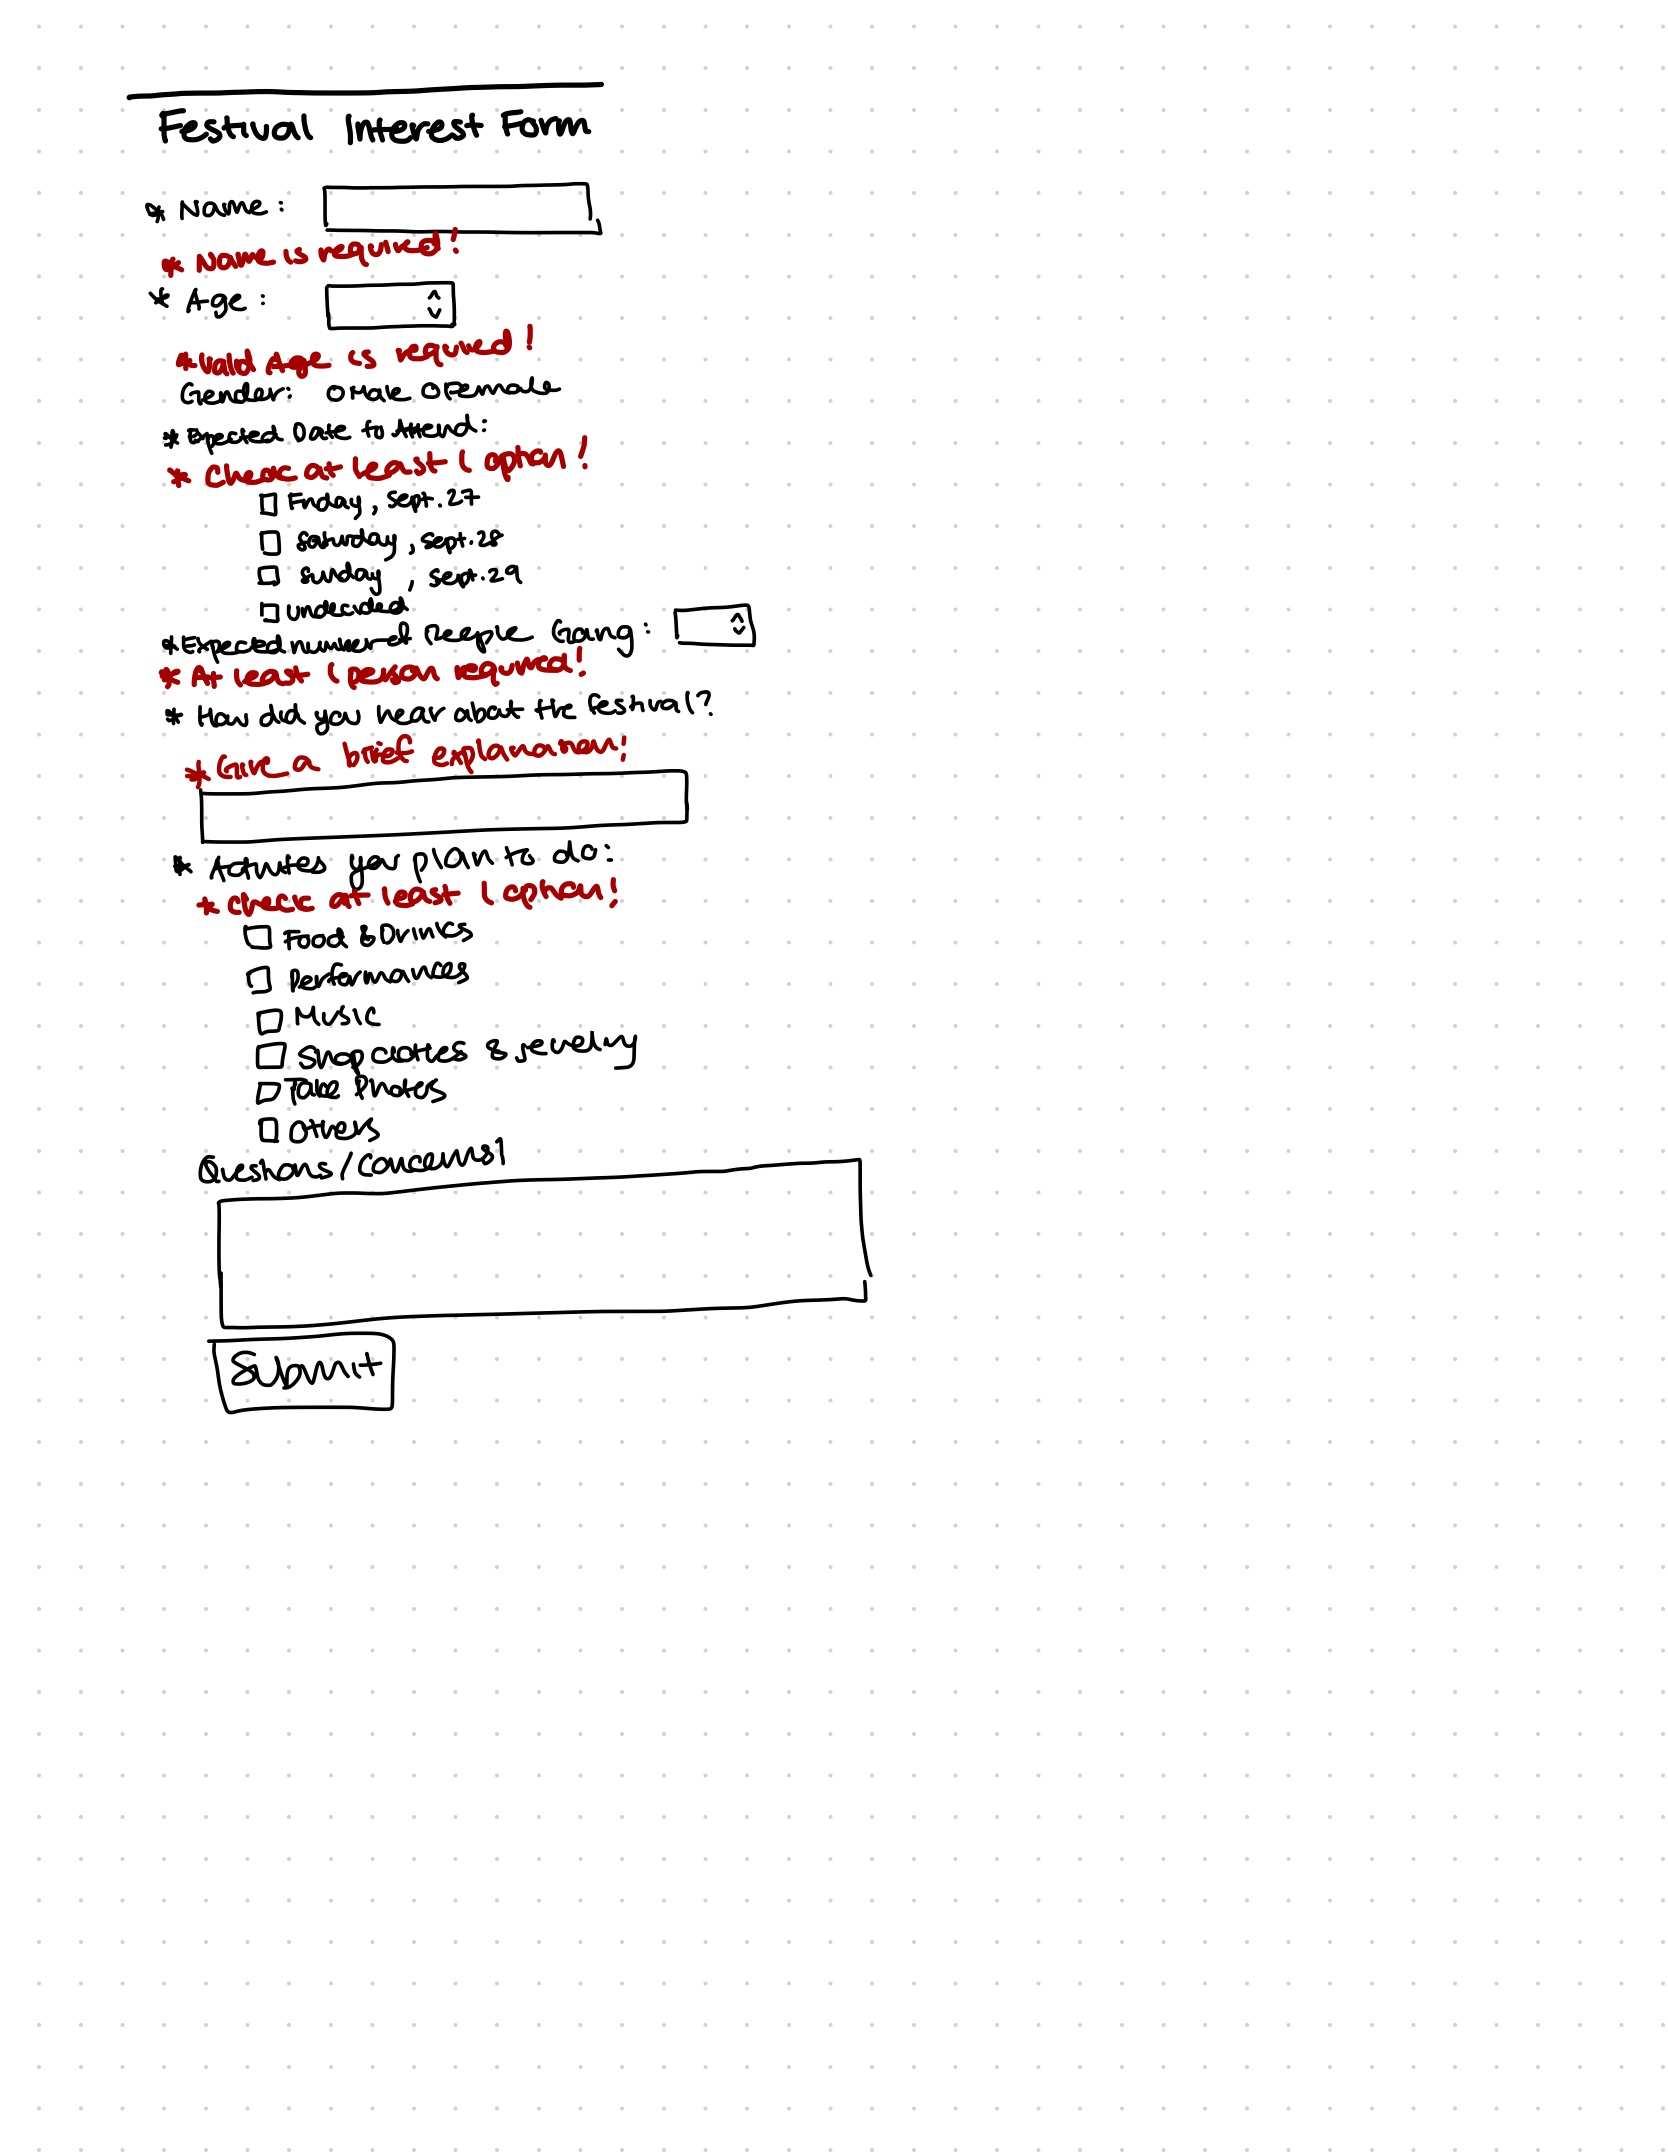 Festival Interest Form
* Name:
* Name is required!
* Age:
* Valid Age is required!
Gender: Male Female
* Expected Date to Attend:
* Check at least 1 option!
Friday, Sept. 27
Saturday, Sept. 28
Sunday, Sept. 29
undecided
* Expected number of People Going:
* At least 1 person required!
* How did you hear about the festival?
* Give a brief explanation!
* Activites you plan to do:
* Check at least 1 option!
Food & Drinks
Performances
Music
Shop clothes & jewelry
Take Photos
Others
Questions/Concerns?
Submit